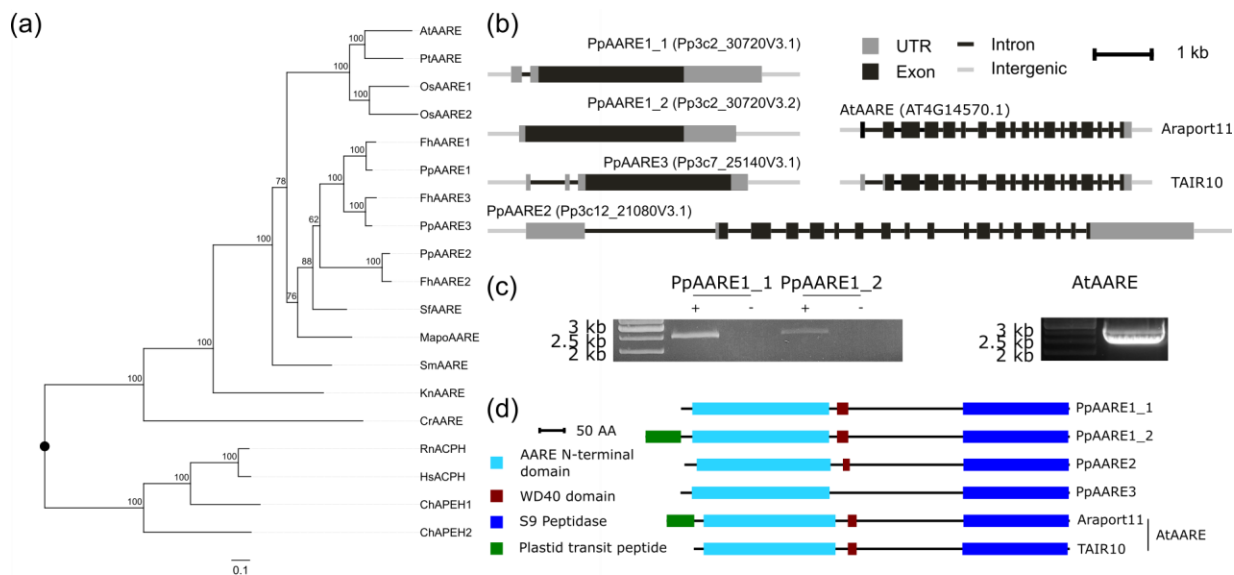 (a)
AtAARE
PtAARE
OsAARE1
OsAARE2
FhAARE1
PpAARE1
FhAARE3
PpAARE3
PpAARE2
FhAARE2
SfAARE
MapoAARE
SmAARE
KnAARE
CrAARE
RnACPH
HsACPH
ChAPEH1
ChAPEH2
100
100
100
100
100
100
78
62
100
88
76
100
100
100
100
100
100
100
0.1
(b)
PpAARE1_1 (Pp3c2_30720V3.1)
PpAARE1_2 (Pp3c2_30720V3.2)
PpAARE3 (Pp3c7_25140V3.1)
PpAARE2 (Pp3c12_21080V3.1)
UTR
Exon
Intron
Intergenic
1 kb
AtAARE (AT4G14570.1)
Araport11
TAIR10
(c)
PpAARE1_1 PpAARE1_2
+ - + -
3 kb
2.5 kb
2 kb
AtAARE
3 kb
2.5 kb
2 kb
(d)
50 AA
AARE N-terminal
domain
WD40 domain
S9 Peptidase
Plastid transit peptide
PpAARE1_1
PpAARE1_2
PpAARE2
PpAARE3
Araport11
TAIR10
AtAARE